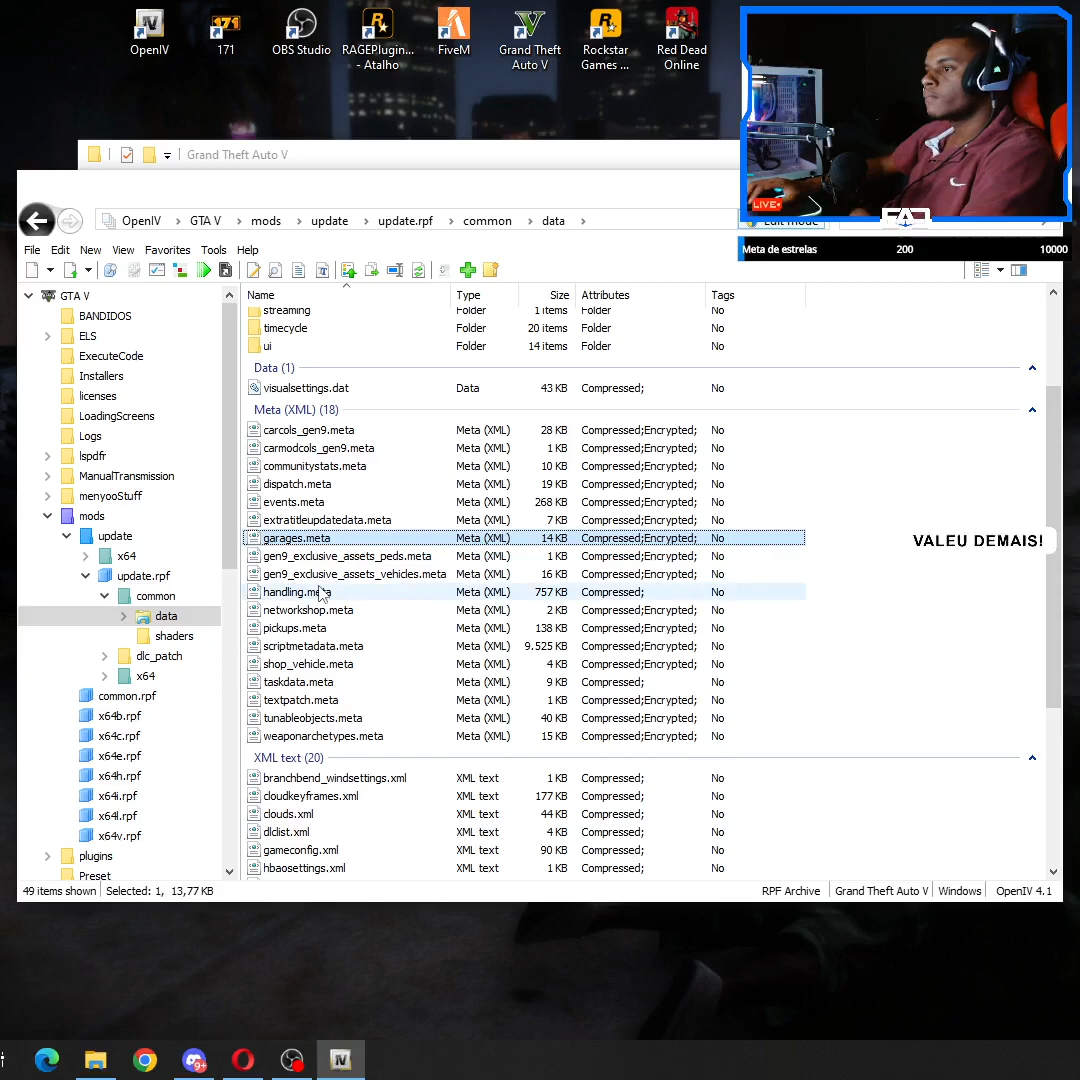 OpenIV
171
171
OBS Studio
RAGEPlugin...
- Atalho
FiveM
Grand Theft
Auto V
Rockstar
Games ...
Red Dead
Online
Grand Theft Auto V
LIVE
OpenIV
GTA V
mods
update
update.rpf
common
data
Edit mode
Meta de estrelas
200
10000
File
Edit
New
View
Favorites
Tools
Help
GTA V
BANDIDOS
ELS
ExecuteCode
Installers
licenses
LoadingScreens
Logs
lspdfr
ManualTransmission
menyooStuff
mods
update
x64
update.rpf
common
data
shaders
dlc_patch
x64
common.rpf
x64b.rpf
x64c.rpf
x64e.rpf
x64h.rpf
x64i.rpf
x64l.rpf
x64v.rpf
plugins
Preset
Name Type Size Attributes Tags
streaming Folder 1 items Folder No
timecycle Folder 20 items Folder No
ui Folder 14 items Folder No
Data (1)
visualsettings.dat Data 43 KB Compressed; No
Meta (XML) (18)
carcols_gen9.meta Meta (XML) 28 KB Compressed;Encrypted; No
carmodcols_gen9.meta Meta (XML) 1 KB Compressed;Encrypted; No
communitystats.meta Meta (XML) 10 KB Compressed;Encrypted; No
dispatch.meta Meta (XML) 19 KB Compressed;Encrypted; No
events.meta Meta (XML) 268 KB Compressed;Encrypted; No
extratitleupdatedata.meta Meta (XML) 7 KB Compressed;Encrypted; No
garages.meta Meta (XML) 14 KB Compressed;Encrypted; No
gen9_exclusive_assets_peds.meta Meta (XML) 1 KB Compressed;Encrypted; No
gen9_exclusive_assets_vehicles.meta Meta (XML) 16 KB Compressed;Encrypted; No
handling.meta Meta (XML) 757 KB Compressed; No
networkshop.meta Meta (XML) 2 KB Compressed;Encrypted; No
pickups.meta Meta (XML) 138 KB Compressed;Encrypted; No
scriptmetadata.meta Meta (XML) 9.525 KB Compressed;Encrypted; No
shop_vehicle.meta Meta (XML) 4 KB Compressed;Encrypted; No
taskdata.meta Meta (XML) 9 KB Compressed; No
textpatch.meta Meta (XML) 1 KB Compressed;Encrypted; No
tunableobjects.meta Meta (XML) 40 KB Compressed;Encrypted; No
weaponarchetypes.meta Meta (XML) 15 KB Compressed;Encrypted; No
XML text (20)
branchbend_windsettings.xml XML text 1 KB Compressed; No
cloudkeyframes.xml XML text 177 KB Compressed; No
clouds.xml XML text 44 KB Compressed; No
dlclist.xml XML text 4 KB Compressed; No
gameconfig.xml XML text 90 KB Compressed; No
hbaosettings.xml XML text 1 KB Compressed; No
VALEU DEMAIS!
49 items shown
Selected: 1, 13,77 KB
RPF Archive
Grand Theft Auto V
Windows
OpenIV 4.1
9+
IV